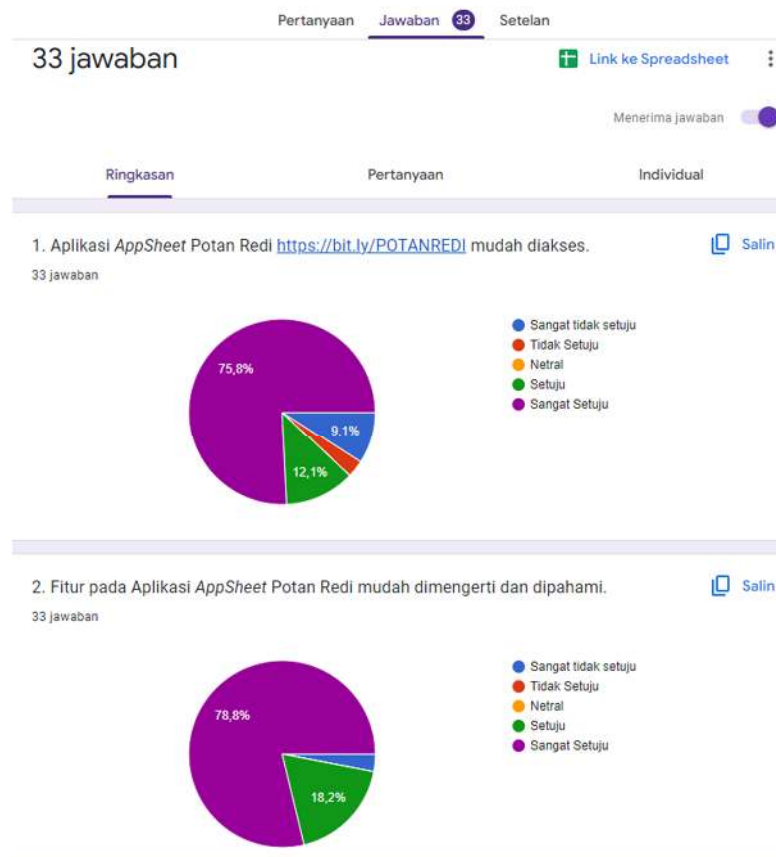 Pertanyaan Jawaban 33 Setelan
33 jawaban Link ke Spreadsheet
Menerima jawaban
Ringkasan Pertanyaan Individual
1. Aplikasi AppSheet Potan Redi https://bit.ly/POTANREDI mudah diakses. Salin
33 jawaban
Sangat tidak setuju
Tidak Setuju
Netral
Setuju
Sangat Setuju
75,8%
9.1%
12,1%
2. Fitur pada Aplikasi AppSheet Potan Redi mudah dimengerti dan dipahami. Salin
33 jawaban
Sangat tidak setuju
Tidak Setuju
Netral
Setuju
Sangat Setuju
78,8%
18,2%